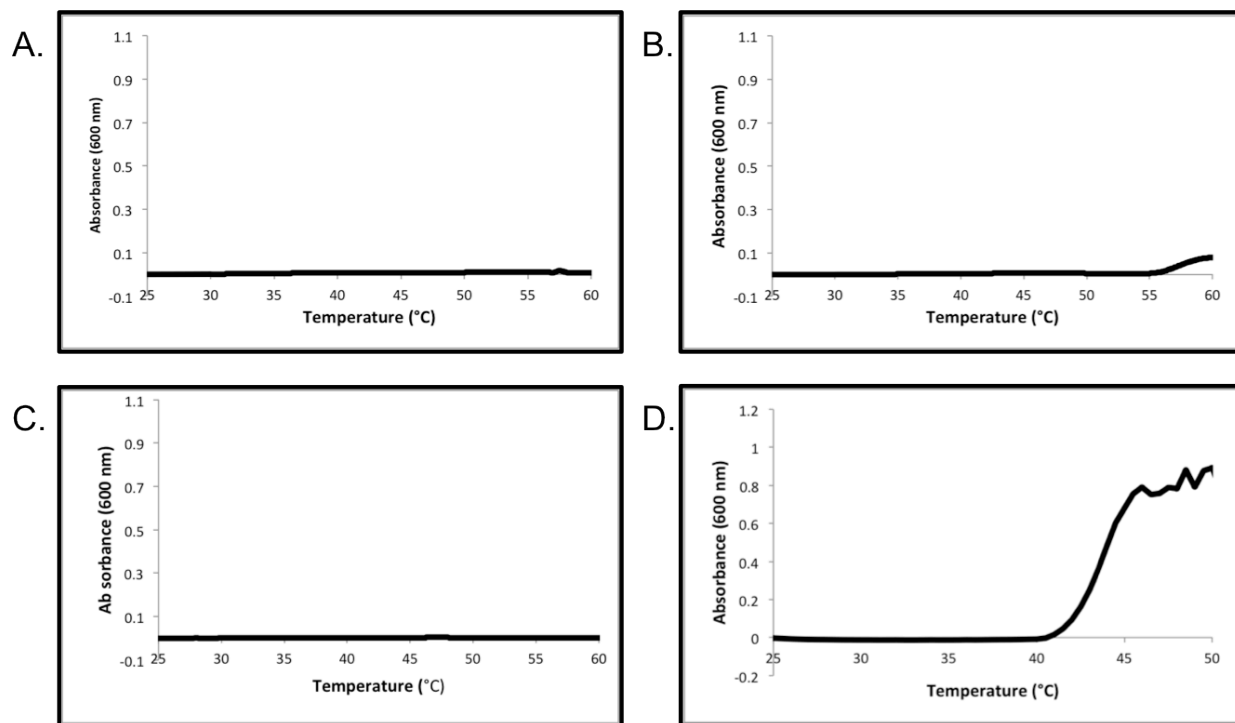 A.
1.1
0.9
0.7
0.5
0.3
0.1
-0.1
Absorbance (600 nm)
25 30 35 40 45 50 55 60
Temperature (°C)
B.
1.1
0.9
0.7
0.5
0.3
0.1
-0.1
Absorbance (600 nm)
25 30 35 40 45 50 55 60
Temperature (°C)
C.
1.1
0.9
0.7
0.5
0.3
0.1
-0.1
Ab sorbance (600 nm)
25 30 35 40 45 50 55 60
Temperature (°C)
D.
1.2
1
0.8
0.6
0.4
0.2
0
-0.2
Absorbance (600 nm)
25 30 35 40 45 50
Temperature (°C)